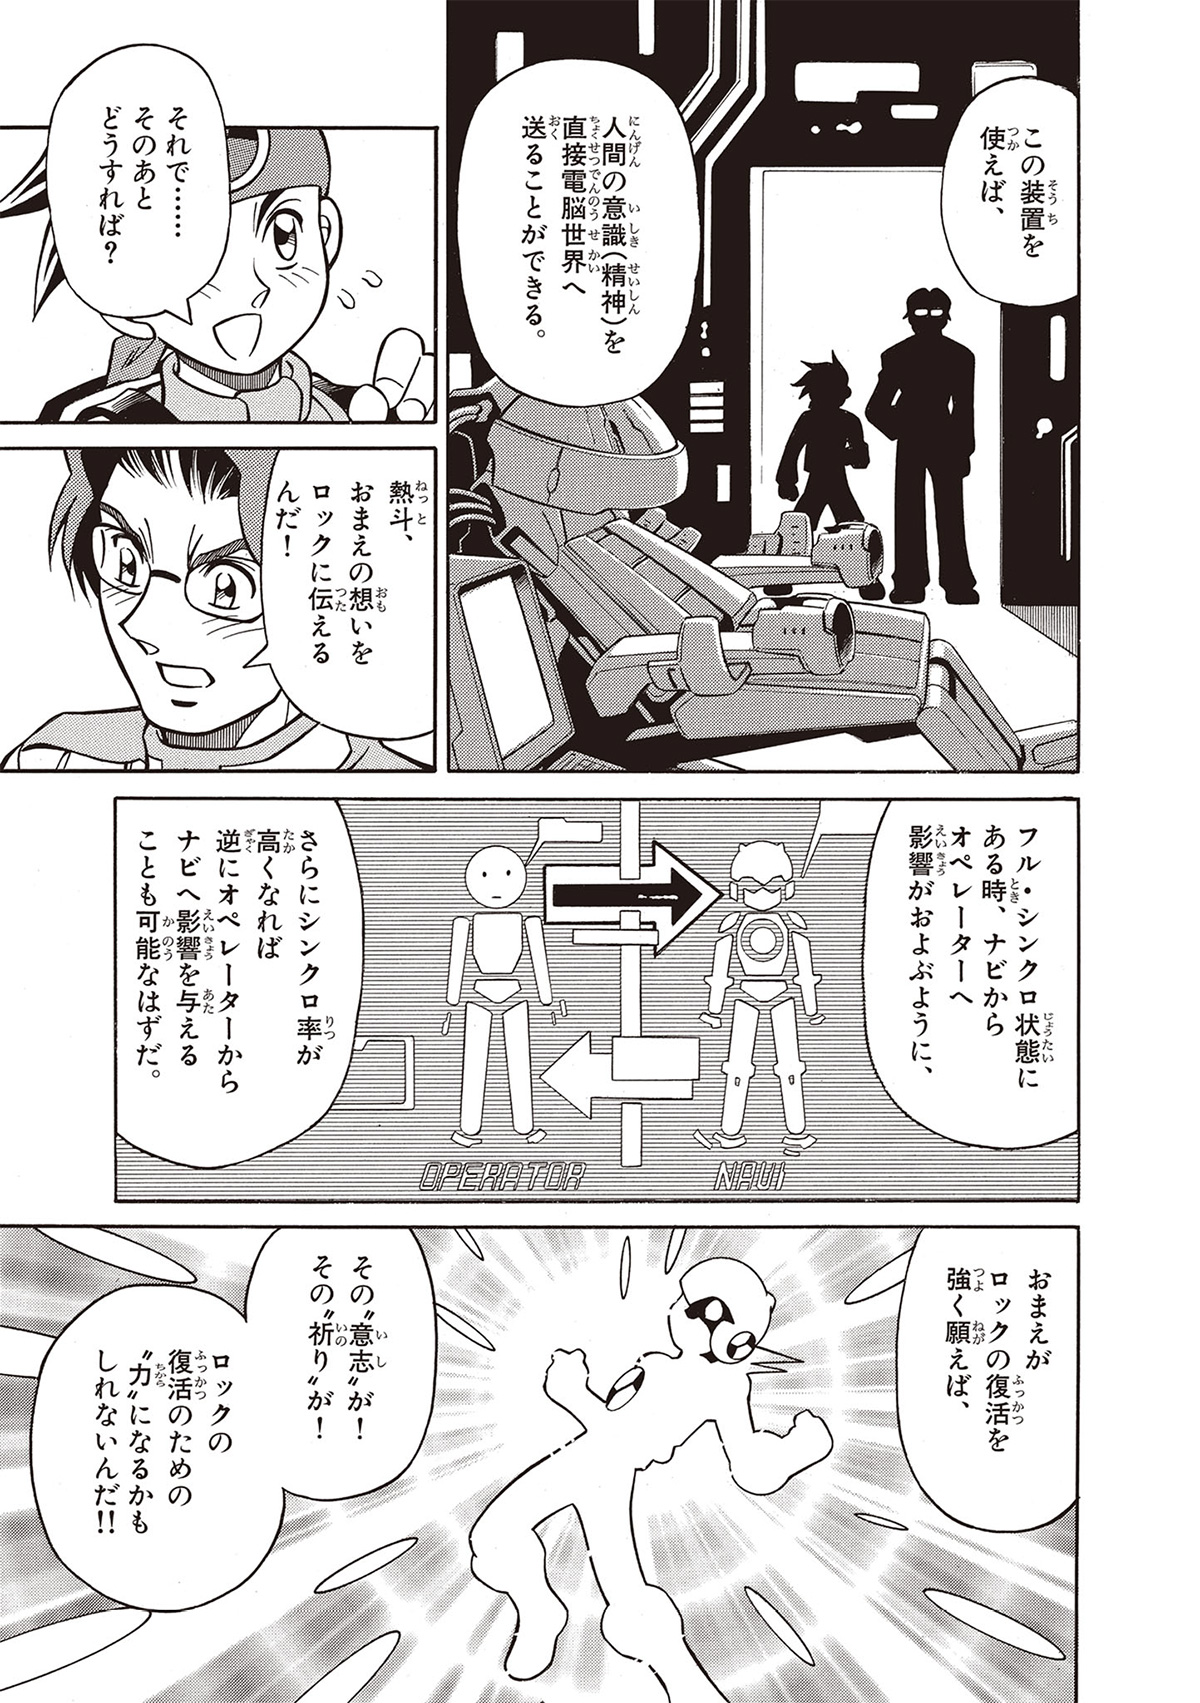 この装置を
使えば、
人間の意識(精神)を
直接電脳世界へ
送ることができる。
それで……
そのあと
どうすれば?
熱斗、
おまえの想いを
ロックに伝える
んだ!
フル・シンクロ状態に
ある時、ナビから
オペレーターへ
影響がおよぶように、
さらにシンクロ率が
高くなれば
逆にオペレーターから
ナビへ影響を与える
ことも可能なはずだ。
OPERATOR
NAVI
おまえが
ロックの復活を
強く願えば、
その〝意志〟が!
その〝祈り〟が!
ロックの
復活のための
〝力〟になるかも
しれないんだ!!